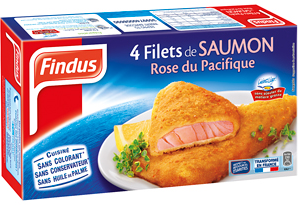 Findus
4 Filets de SAUMON
Rose du Pacifique
CUISINÉ
SANS COLORANT*
SANS CONSERVATEUR*
SANS HUILE DE PALME
TRANSFORMÉ
EN FRANCE